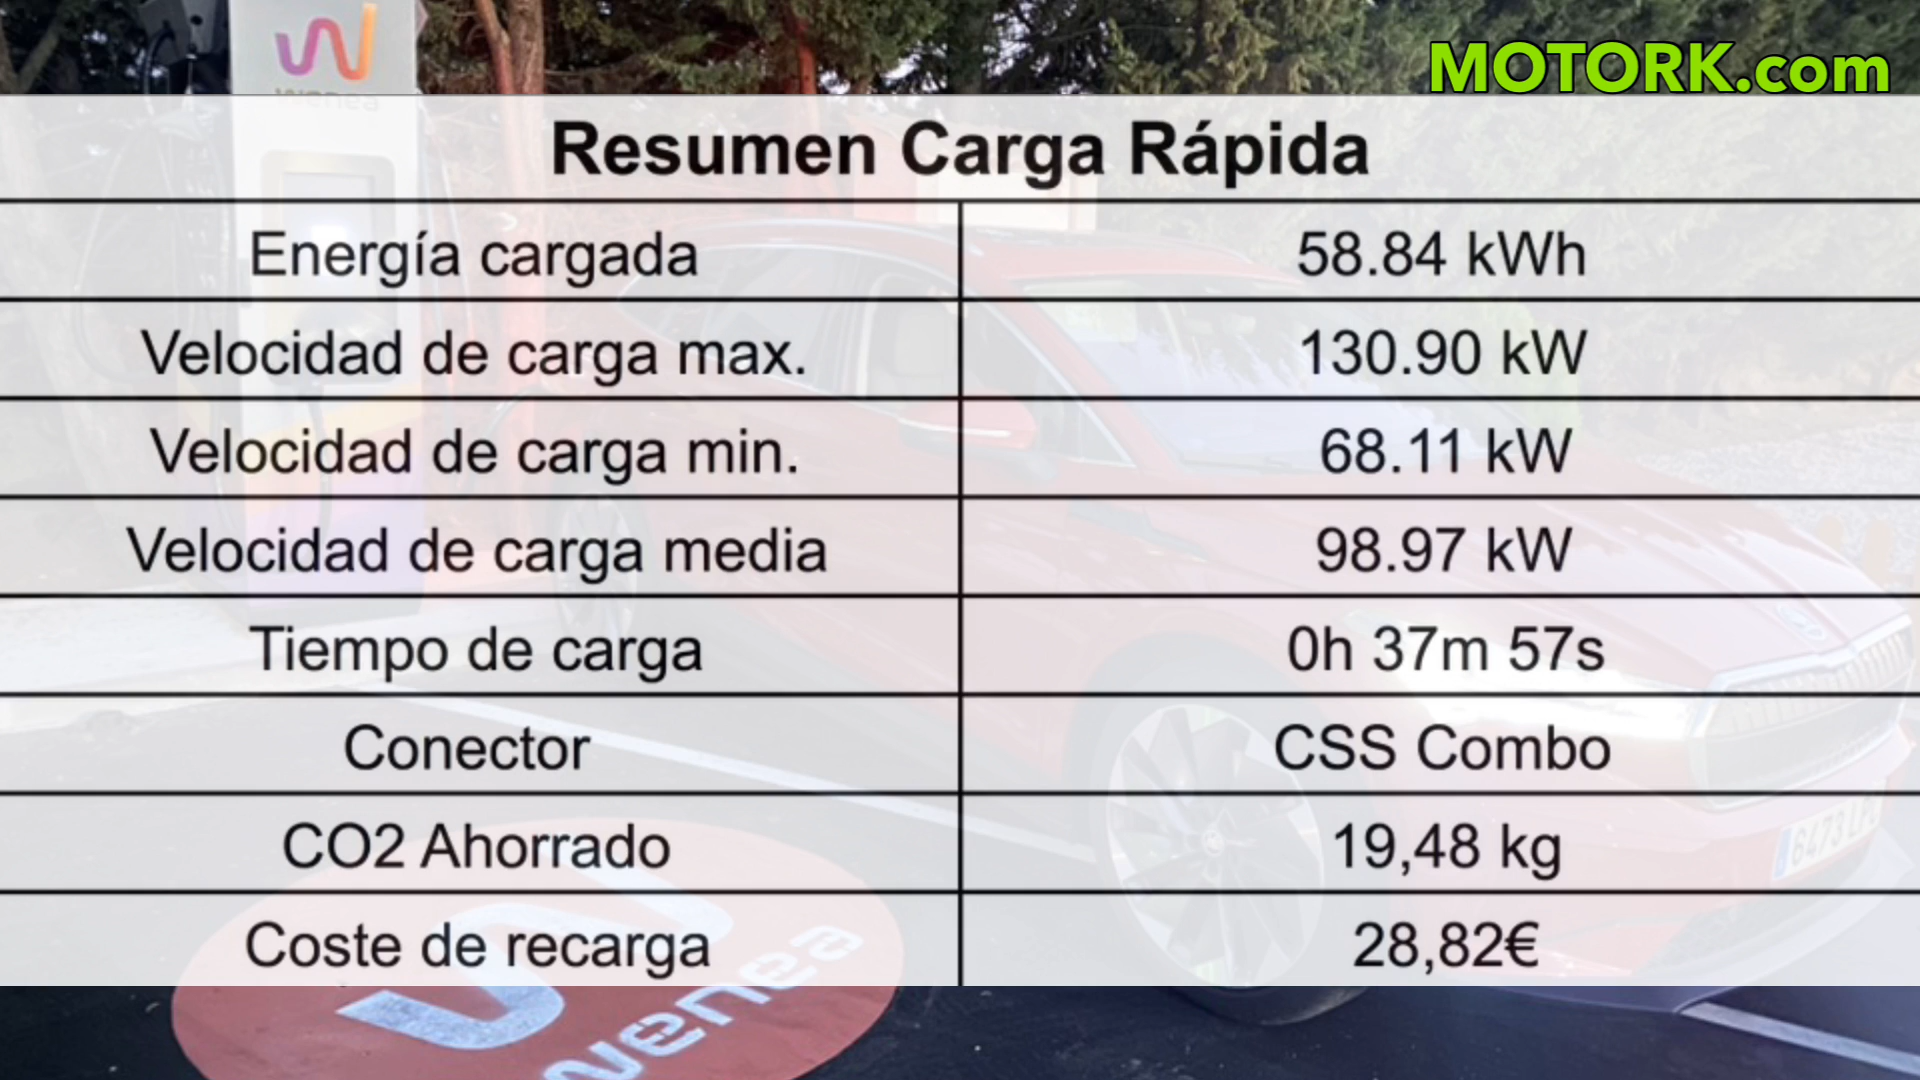 wenea
MOTORK.com
Resumen Carga Rápida
Energía cargada 58.84 kWh
Velocidad de carga max. 130.90 kW
Velocidad de carga min. 68.11 kW
Velocidad de carga media 98.97 kW
Tiempo de carga 0h 37m 57s
Conector CSS Combo
CO2 Ahorrado 19,48 kg
Coste de recarga 28,82€
wenea